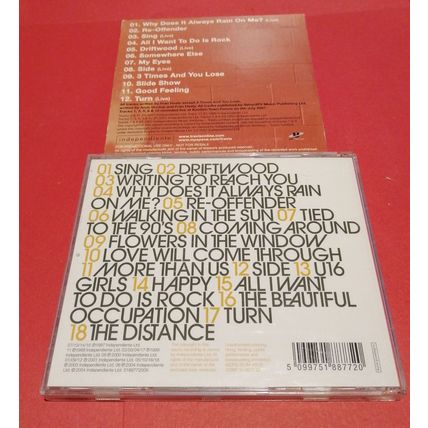 01. Why Does It Always Rain On Me? (Live)
02. Re-Offender
03. Sing (Live)
04. All I Want To Do Is Rock
05. Driftwood (Live)
06. Somewhere Else
07. My Eyes
08. Side (Live)
09. 3 Times And You Lose
10. Slide Show
11. Good Feeling
12. Turn (Live)
independiente
www.travisonline.com
01 SING 02 DRIFTWOOD
03 WRITING TO REACH YOU
04 WHY DOES IT ALWAYS RAIN
ON ME? 05 RE-OFFENDER
06 WALKING IN THE SUN 07 TIED
TO THE 90'S 08 COMING AROUND
09 FLOWERS IN THE WINDOW
10 LOVE WILL COME THROUGH
11 MORE THAN US 12 SIDE 13 U16
GIRLS 14 HAPPY 15 ALL I WANT
TO DO IS ROCK 16 THE BEAUTIFUL
OCCUPATION 17 TURN
18 THE DISTANCE
5 099751 887720